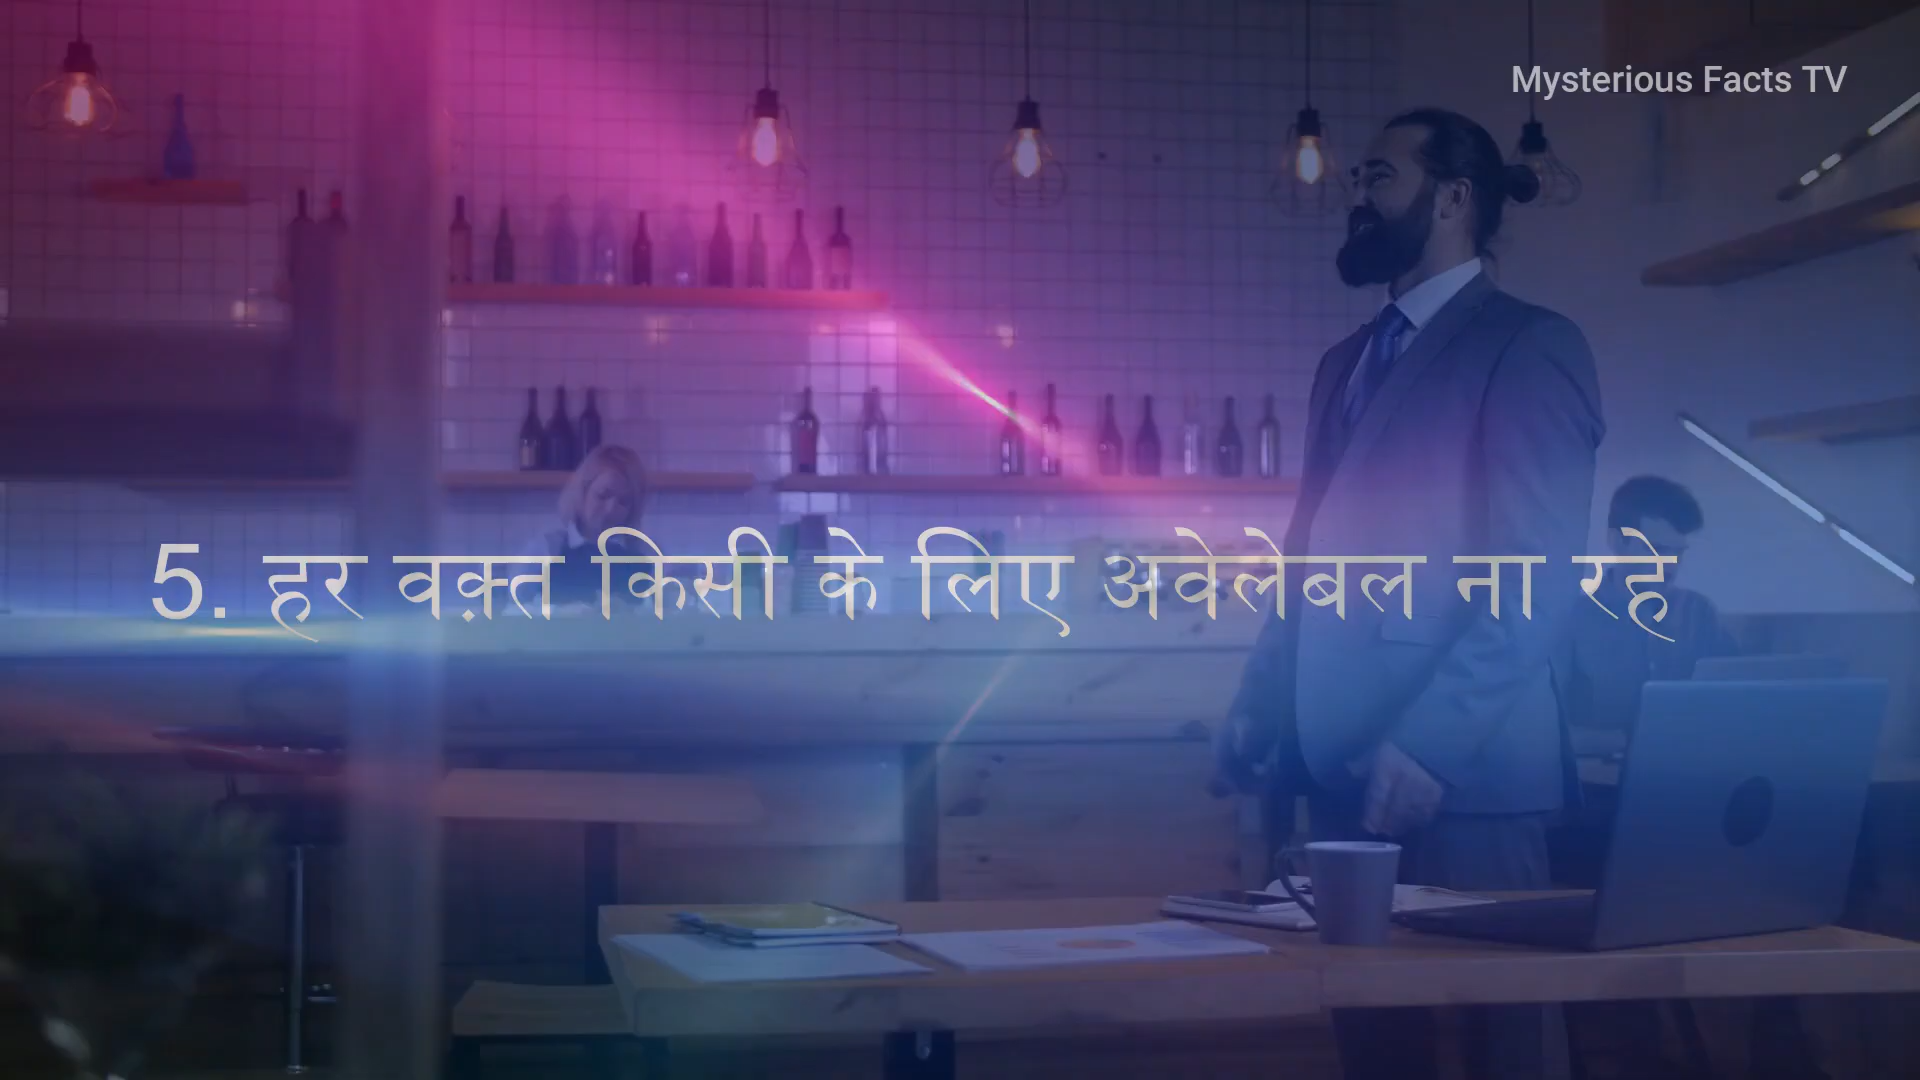 Mysterious Facts TV
5. हर वक़्त किसी के लिए अवेलेबल ना रहे